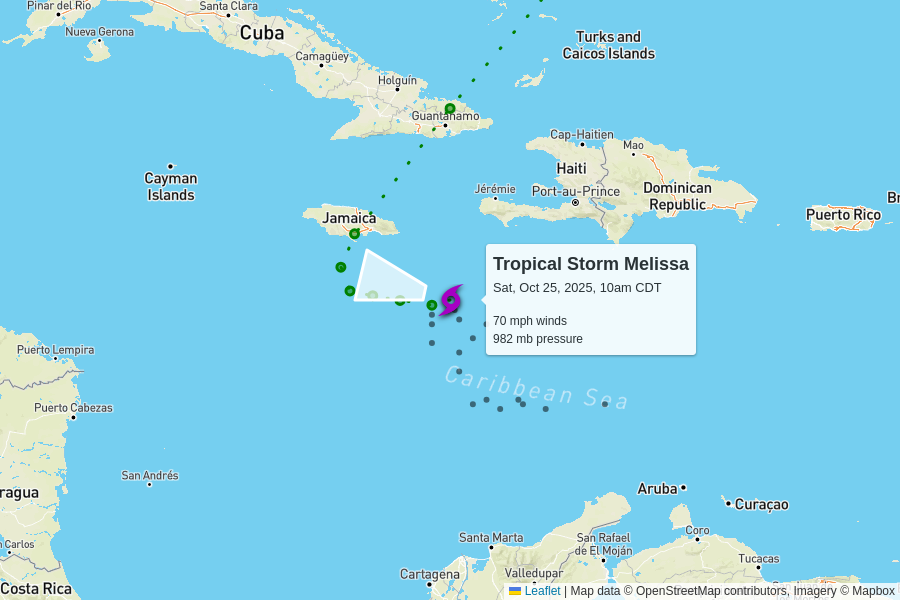 Pinar del Río
Santa Clara
Nueva Gerona
Cuba
Turks and
Caicos Islands
Camagüey
Holguín
Guantánamo
Cap-Haitien
Mao
Cayman
Islands
Haiti
Jérémie
Port-au-Prince
Dominican
Republic
Jamaica
Puerto Rico
Tropical Storm Melissa
Sat, Oct 25, 2025, 10am CDT
70 mph winds
982 mb pressure
Puerto Lempira
Caribbean Sea
Puerto Cabezas
San Andrés
ragua
Aruba
Curaçao
Coro
Carlos
Santa Marta
San Rafael
de El Moján
Tucacas
Cartagena
Valledupar
Costa Rica
Leaflet | Map data © OpenStreetMap contributors, Imagery © Mapbox